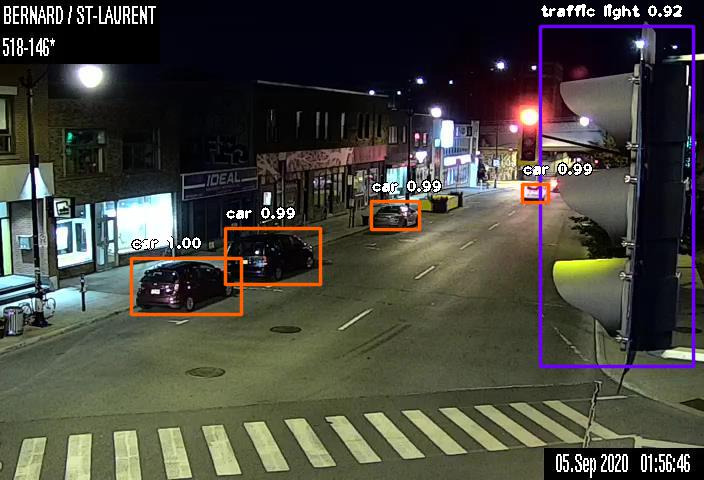 BERNARD / ST-LAURENT
518-146*
traffic light 0.92
car 0.99
car 0.99
IDEAL
car 0.99
car 1.00
05.Sep 2020 01:56:46